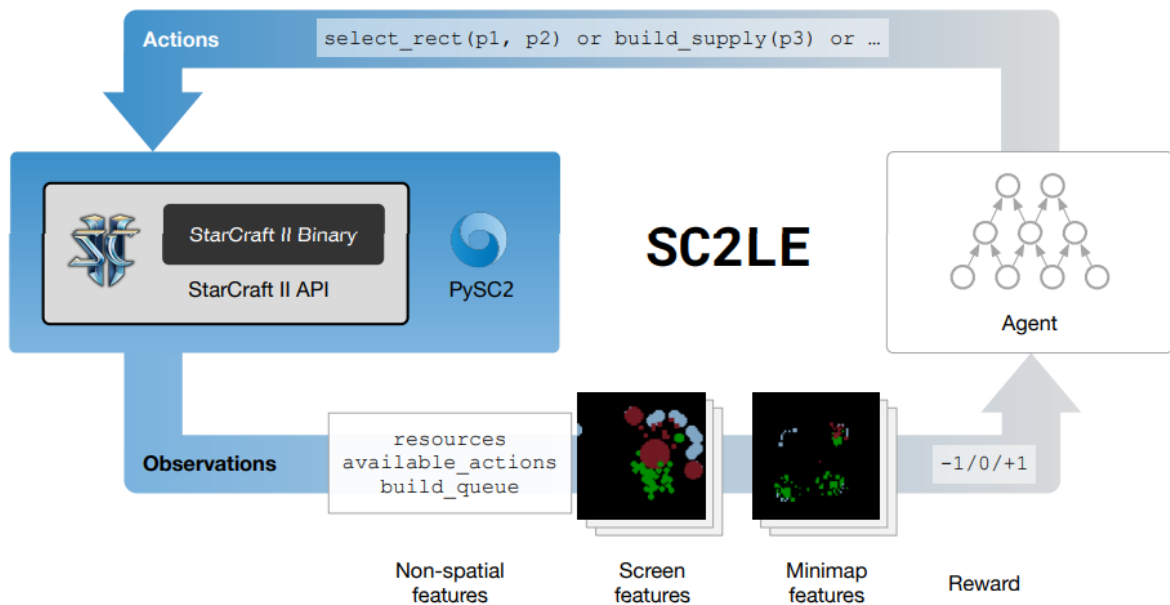 Actions
select_rect(p1, p2) or build_supply(p3) or …
StarCraft II Binary
StarCraft II API
PySC2
SC2LE
Agent
Observations
resources
available_actions
build_queue
-1/0/+1
Non-spatial
features
Screen
features
Minimap
features
Reward